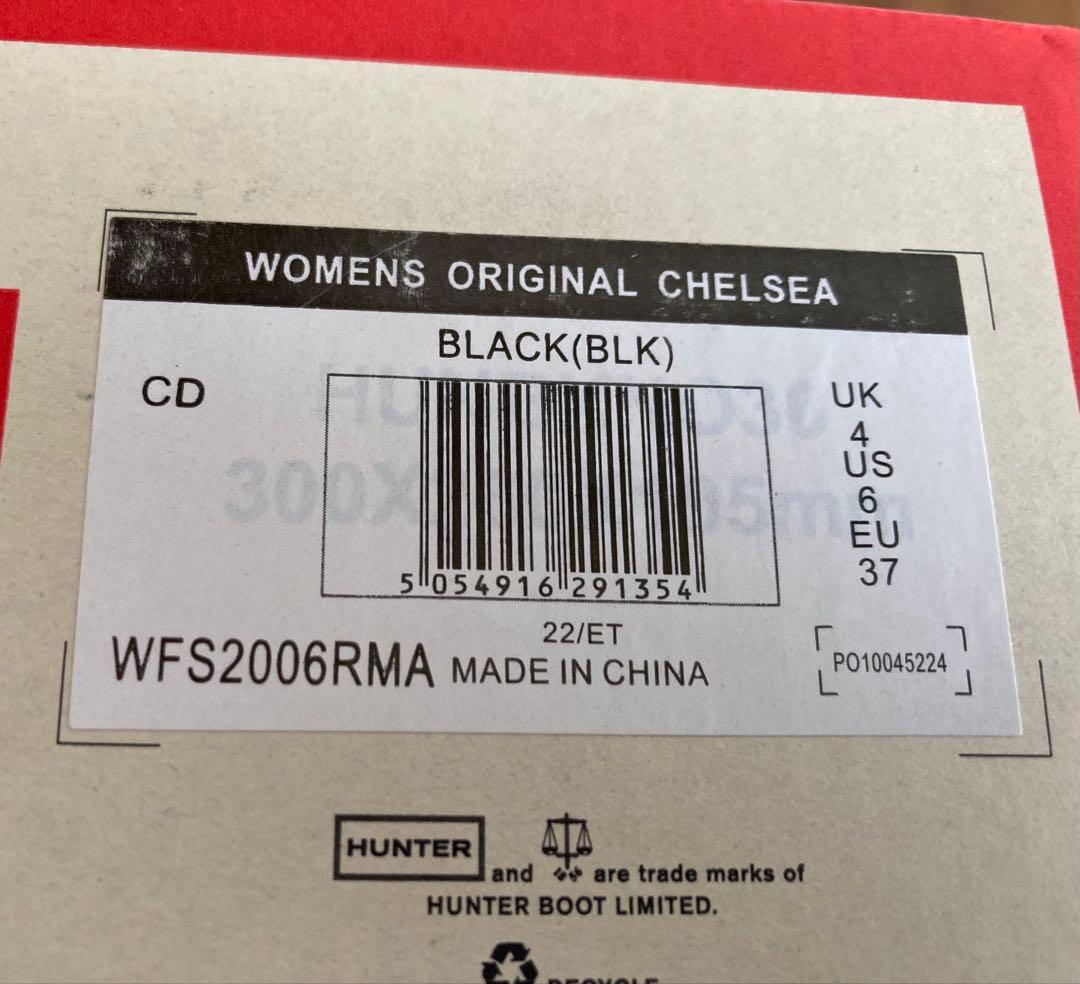 WOMENS ORIGINAL CHELSEA
BLACK(BLK)
CD
UK
4
US
6
EU
37
5 054916 291354
22/ET
WFS2006RMA MADE IN CHINA
PO10045224
HUNTER and are trade marks of
HUNTER BOOT LIMITED.
RECYCLE